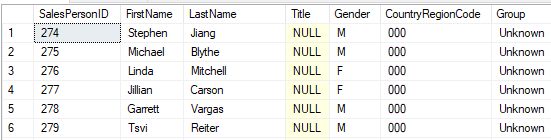 SalesPersonID FirstName LastName Title Gender CountryRegionCode Group
1 274 Stephen Jiang NULL M 000 Unknown
2 275 Michael Blythe NULL M 000 Unknown
3 276 Linda Mitchell NULL F 000 Unknown
4 277 Jillian Carson NULL F 000 Unknown
5 278 Garrett Vargas NULL M 000 Unknown
6 279 Tsvi Reiter NULL M 000 Unknown